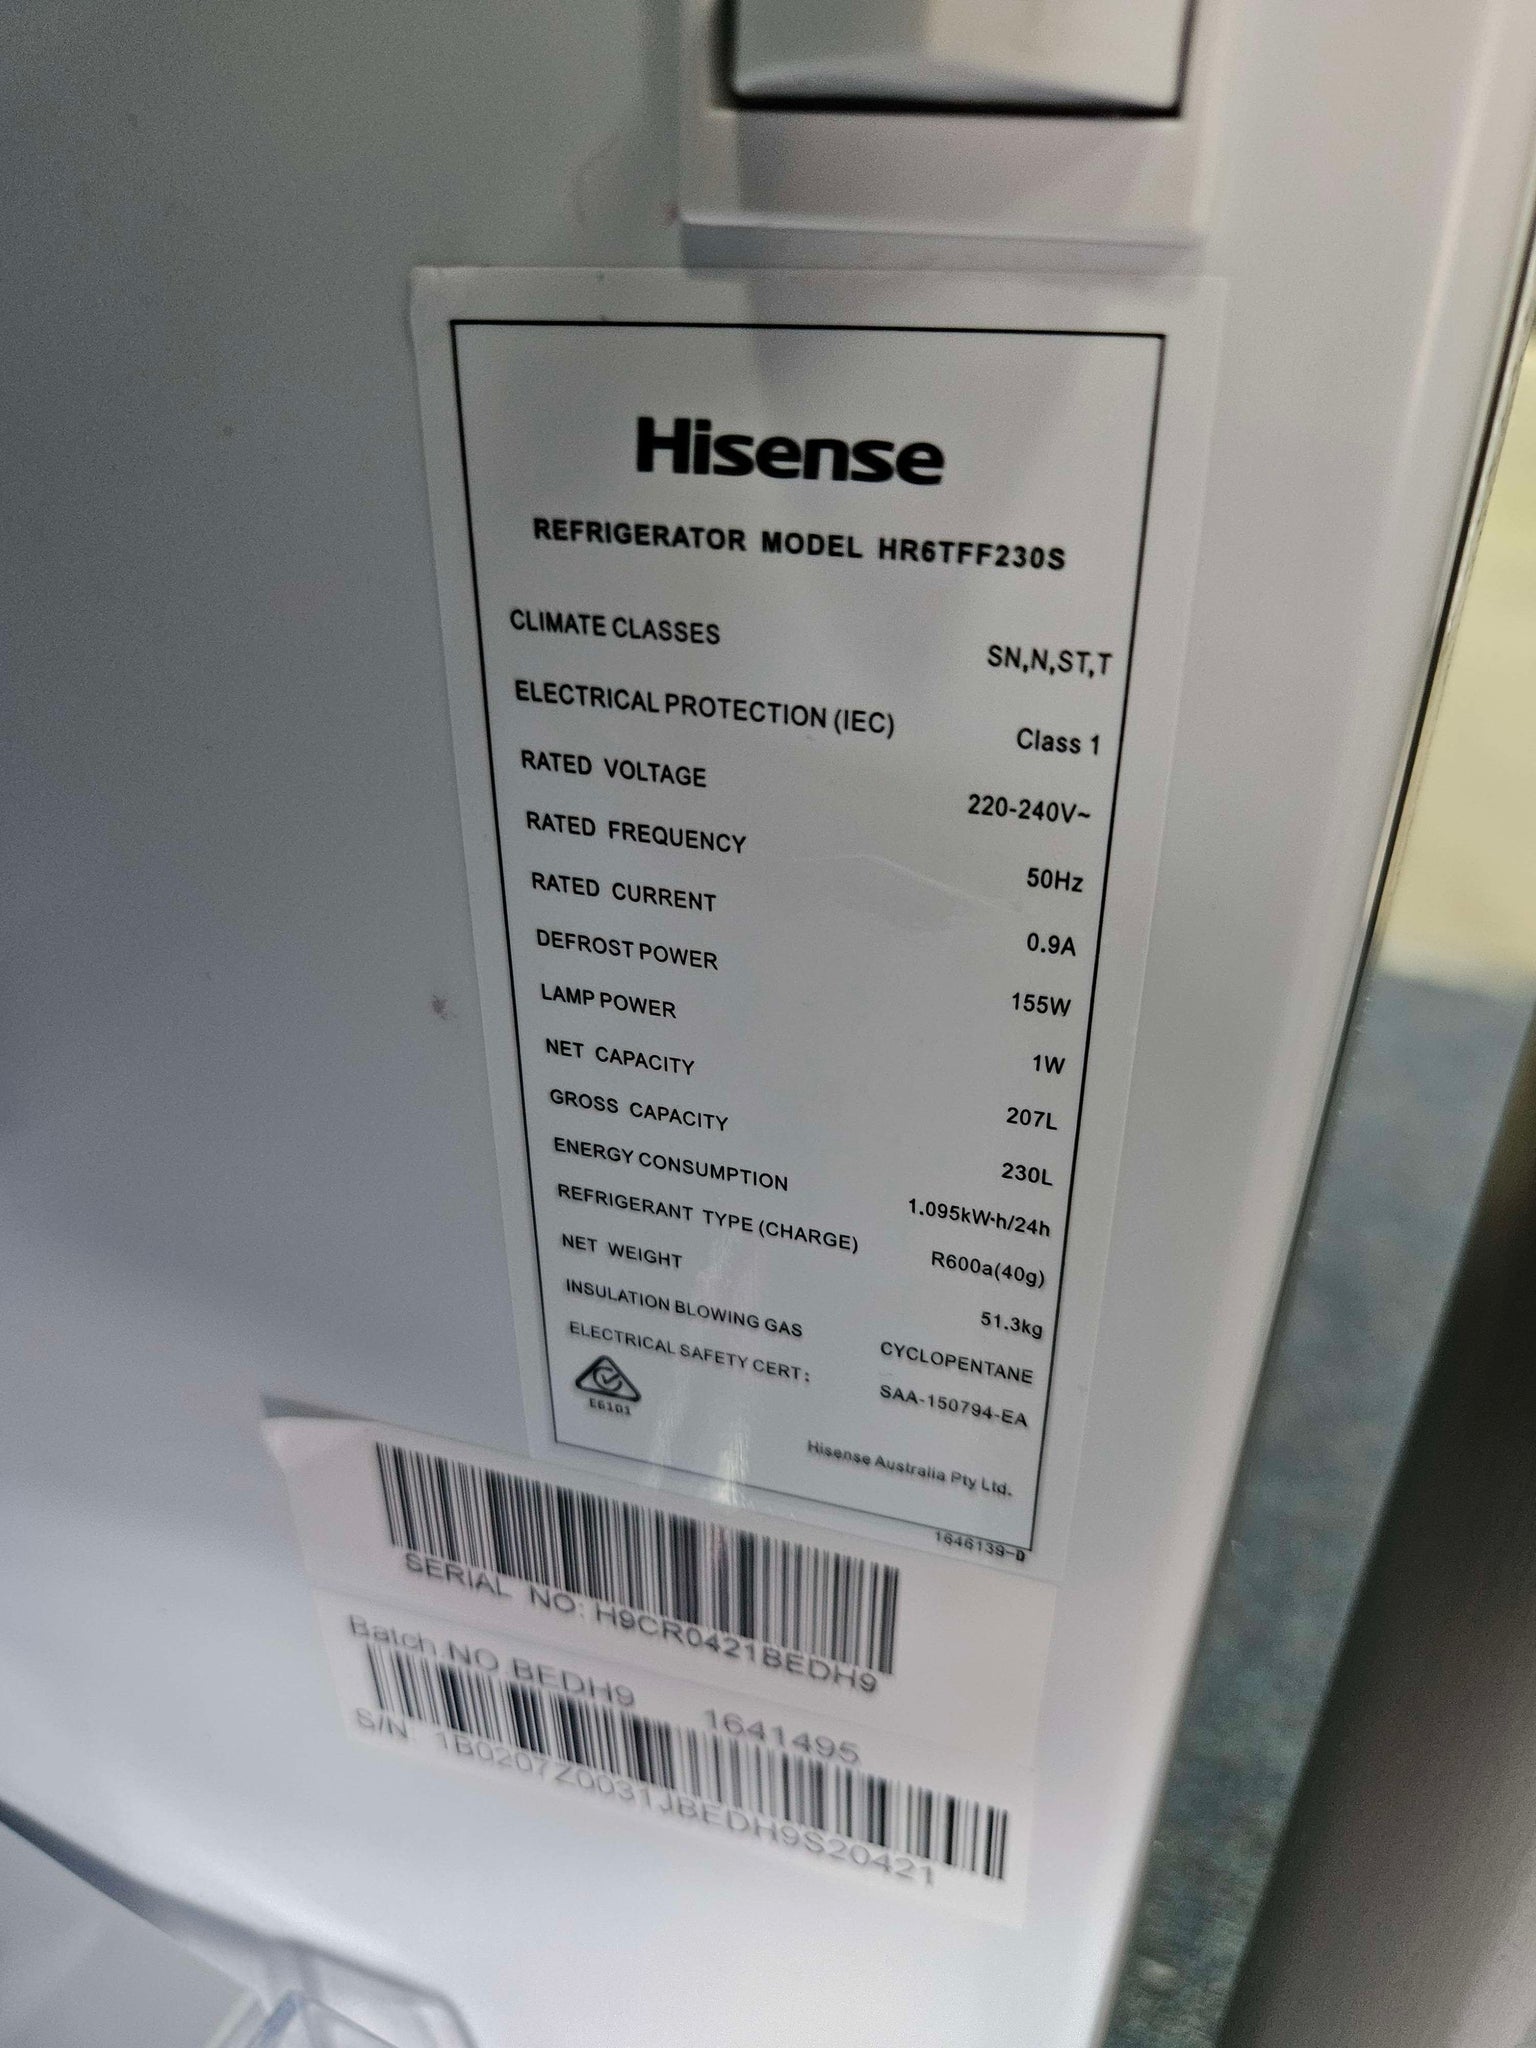 Hisense
REFRIGERATOR MODEL HR6TFF230S
CLIMATE CLASSES SN,N,ST,T
ELECTRICAL PROTECTION (IEC) Class 1
RATED VOLTAGE 220-240V~
RATED FREQUENCY 50Hz
RATED CURRENT 0.9A
DEFROST POWER 155W
LAMP POWER 1W
NET CAPACITY 207L
GROSS CAPACITY 230L
ENERGY CONSUMPTION 1.095kW·h/24h
REFRIGERANT TYPE (CHARGE) R600a(40g)
NET WEIGHT 51.3kg
INSULATION BLOWING GAS CYCLOPENTANE
ELECTRICAL SAFETY CERT: SAA-150794-EA
E6101
Hisense Australia Pty Ltd.
1646139-D
SERIAL NO: H9CR0421BEDH9
Batch NO BEDH9 1641495
S/N 1B0207Z0031JBEDH9S20421